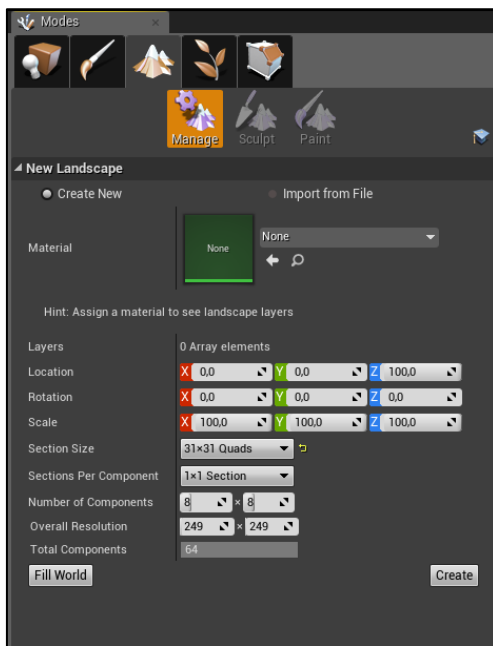 Modes
Manage Sculpt Paint
New Landscape
Create New Import from File
Material None None
Hint: Assign a material to see landscape layers
Layers 0 Array elements
Location X 0,0 Y 0,0 Z 100,0
Rotation X 0,0 Y 0,0 Z 0,0
Scale X 100,0 Y 100,0 Z 100,0
Section Size 31×31 Quads
Sections Per Component 1×1 Section
Number of Components 8 × 8
Overall Resolution 249 × 249
Total Components 64
Fill World Create